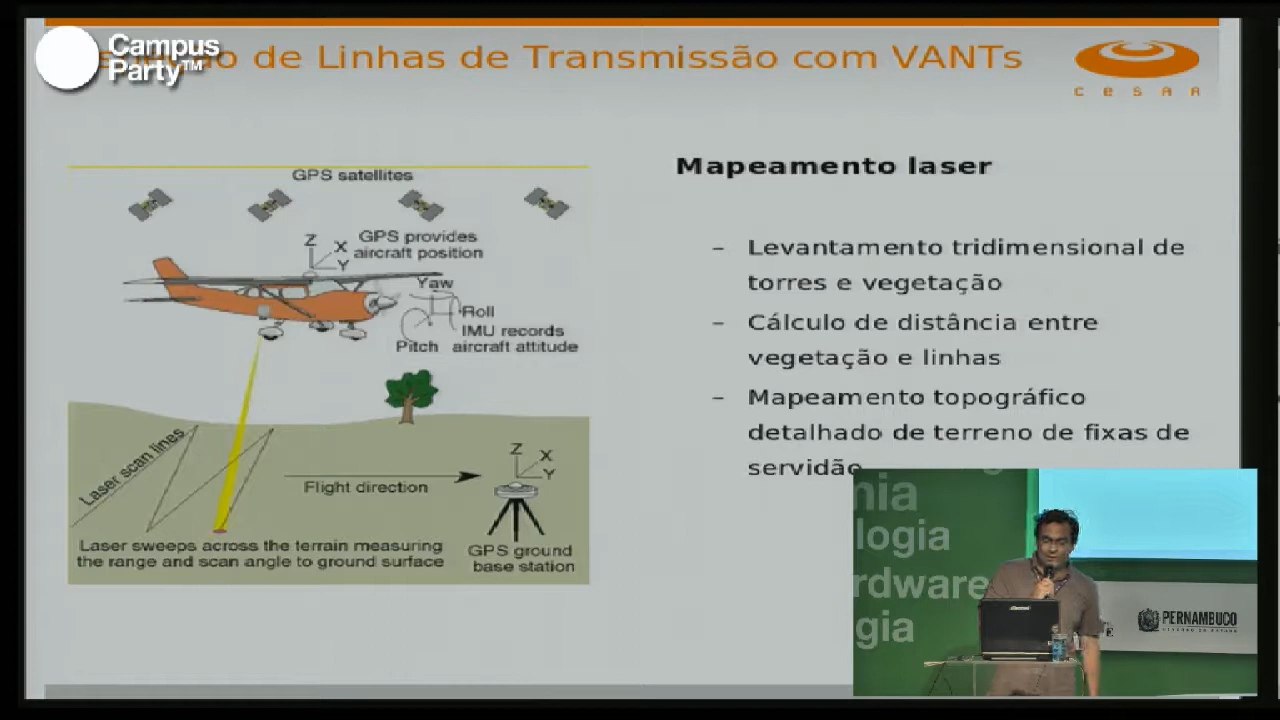 Campus
Party™
de Linhas de Transmissão com VANTs
CESAR
GPS satellites
Z
X
Y
GPS provides
aircraft position
Yaw
Roll
IMU records
Pitch aircraft attitude
Mapeamento laser
– Levantamento tridimensional de
torres e vegetação
– Cálculo de distância entre
vegetação e linhas
– Mapeamento topográfico
detalhado de terreno de fixas de
servidão
Laser scan lines
Flight direction
Z
X
Y
Laser sweeps across the terrain measuring
the range and scan angle to ground surface
GPS ground
base station
nia
logia
rdware
gia
PERNAMBUCO